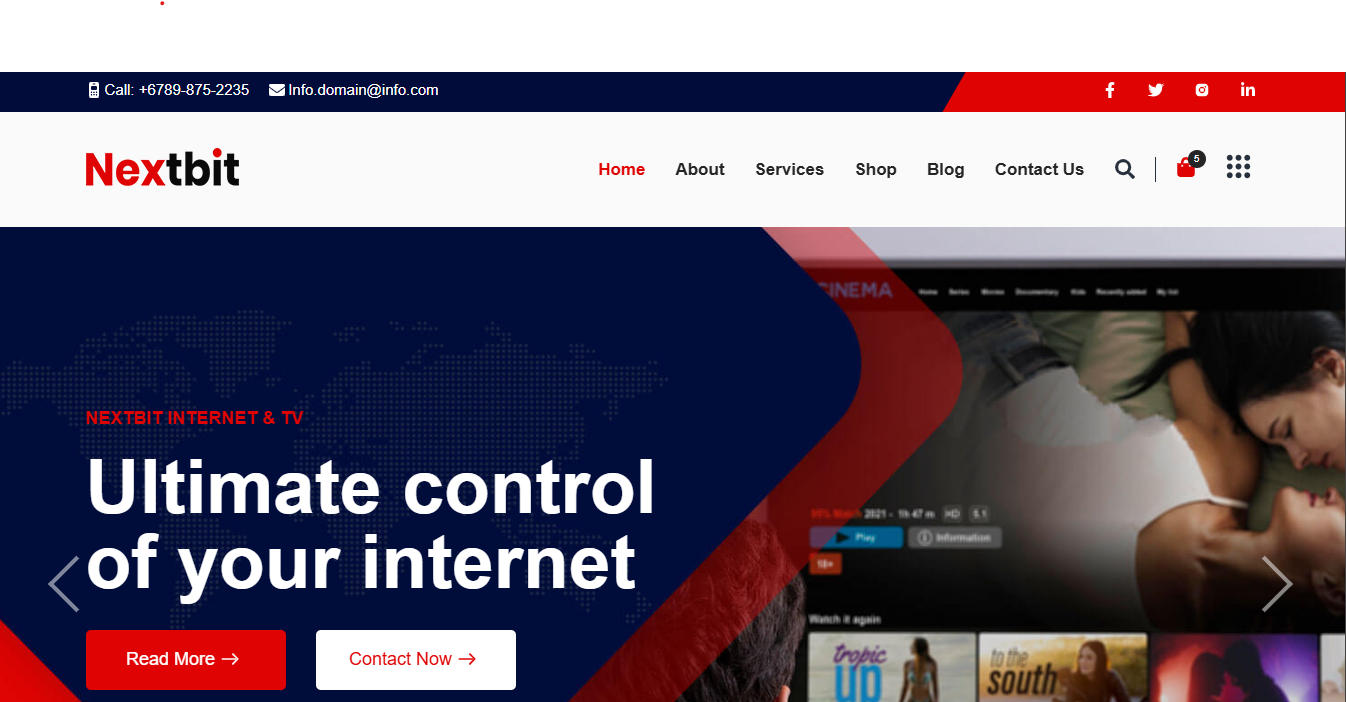 Call: +6789-875-2235 Info.domain@info.com
Nextbit
Home About Services Shop Blog Contact Us 5
CINEMA Home Series Movies Documentary Kids Recently added My list
NEXTBIT INTERNET & TV
Ultimate control
of your internet
2021 - 1h 47 m HD 5.1
Play Information
18+
Watch it again
Read More Contact Now
tropic
up
to the
south